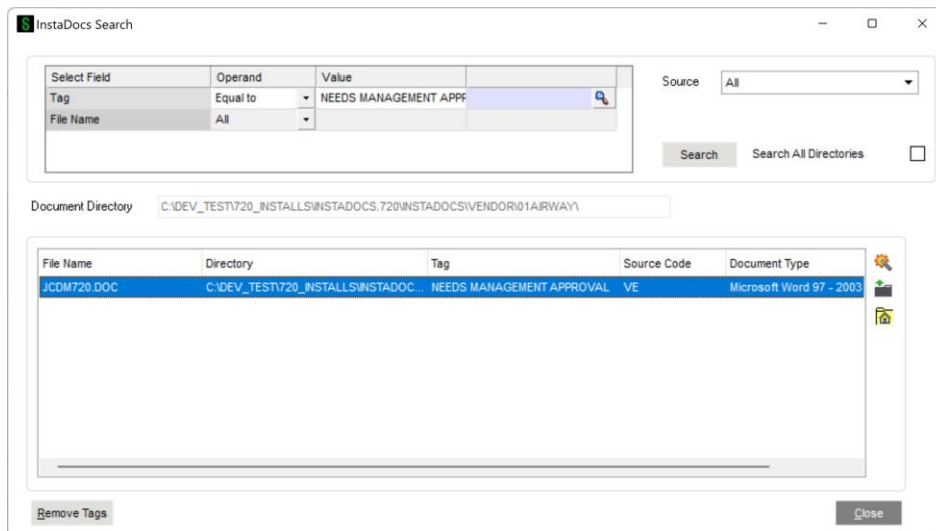 InstaDocs Search
Select Field Operand Value
Tag Equal to NEEDS MANAGEMENT APPR
File Name All
Source All
Search Search All Directories
Document Directory C:\DEV_TEST\720_INSTALLS\INSTADOCS.720\INSTADOCS\VENDOR\01AIRWAY\
File Name Directory Tag Source Code Document Type
JCDM720.DOC C:\DEV_TEST\720_INSTALLS\INSTADOC... NEEDS MANAGEMENT APPROVAL VE Microsoft Word 97 - 2003
Remove Tags Close